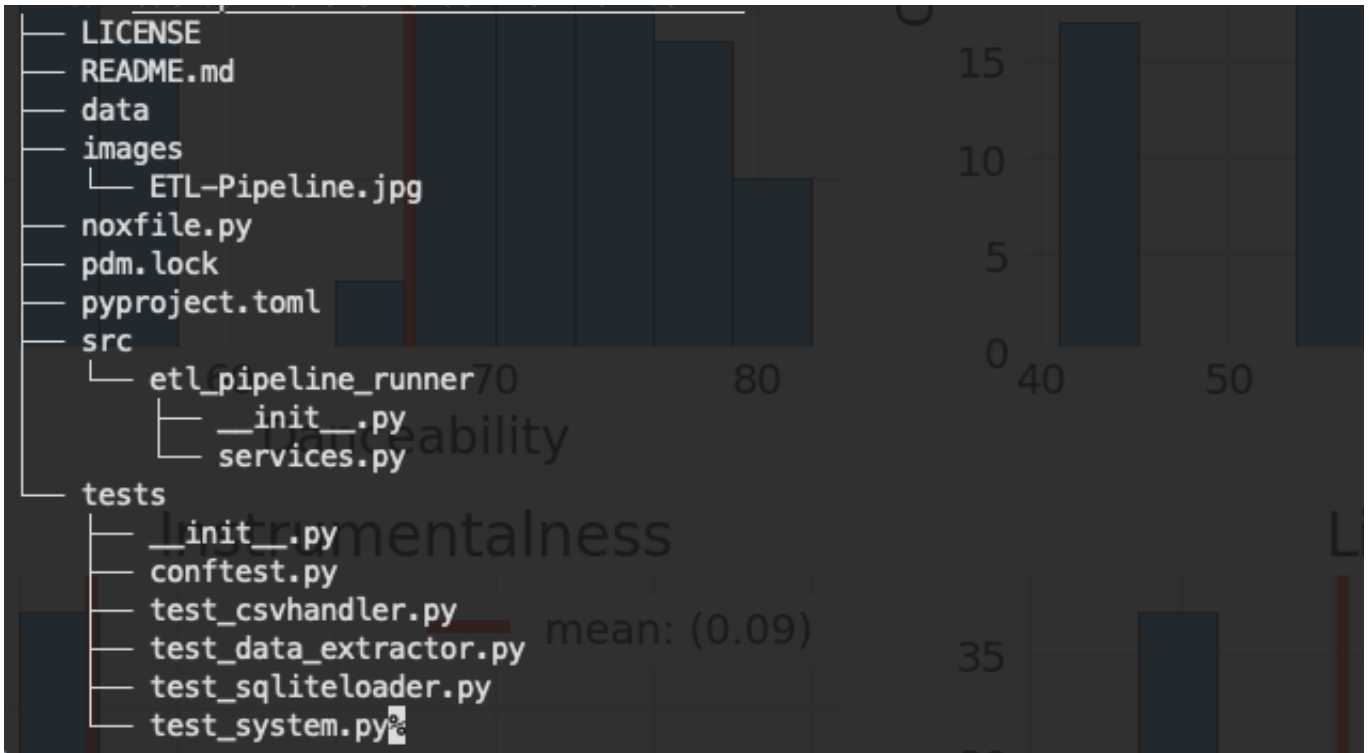 ├── LICENSE
├── README.md
├── data
├── images
│   └── ETL-Pipeline.jpg
├── noxfile.py
├── pdm.lock
├── pyproject.toml
├── src
│   └── etl_pipeline_runner
│       ├── __init__.py
│       └── services.py
└── tests
    ├── __init__.py
    ├── conftest.py
    ├── test_csvhandler.py
    ├── test_data_extractor.py
    ├── test_sqliteloader.py
    └── test_system.py%
15
10
5
0
70
80
40
50
Danceability
Instrumentalness
mean: (0.09)
35